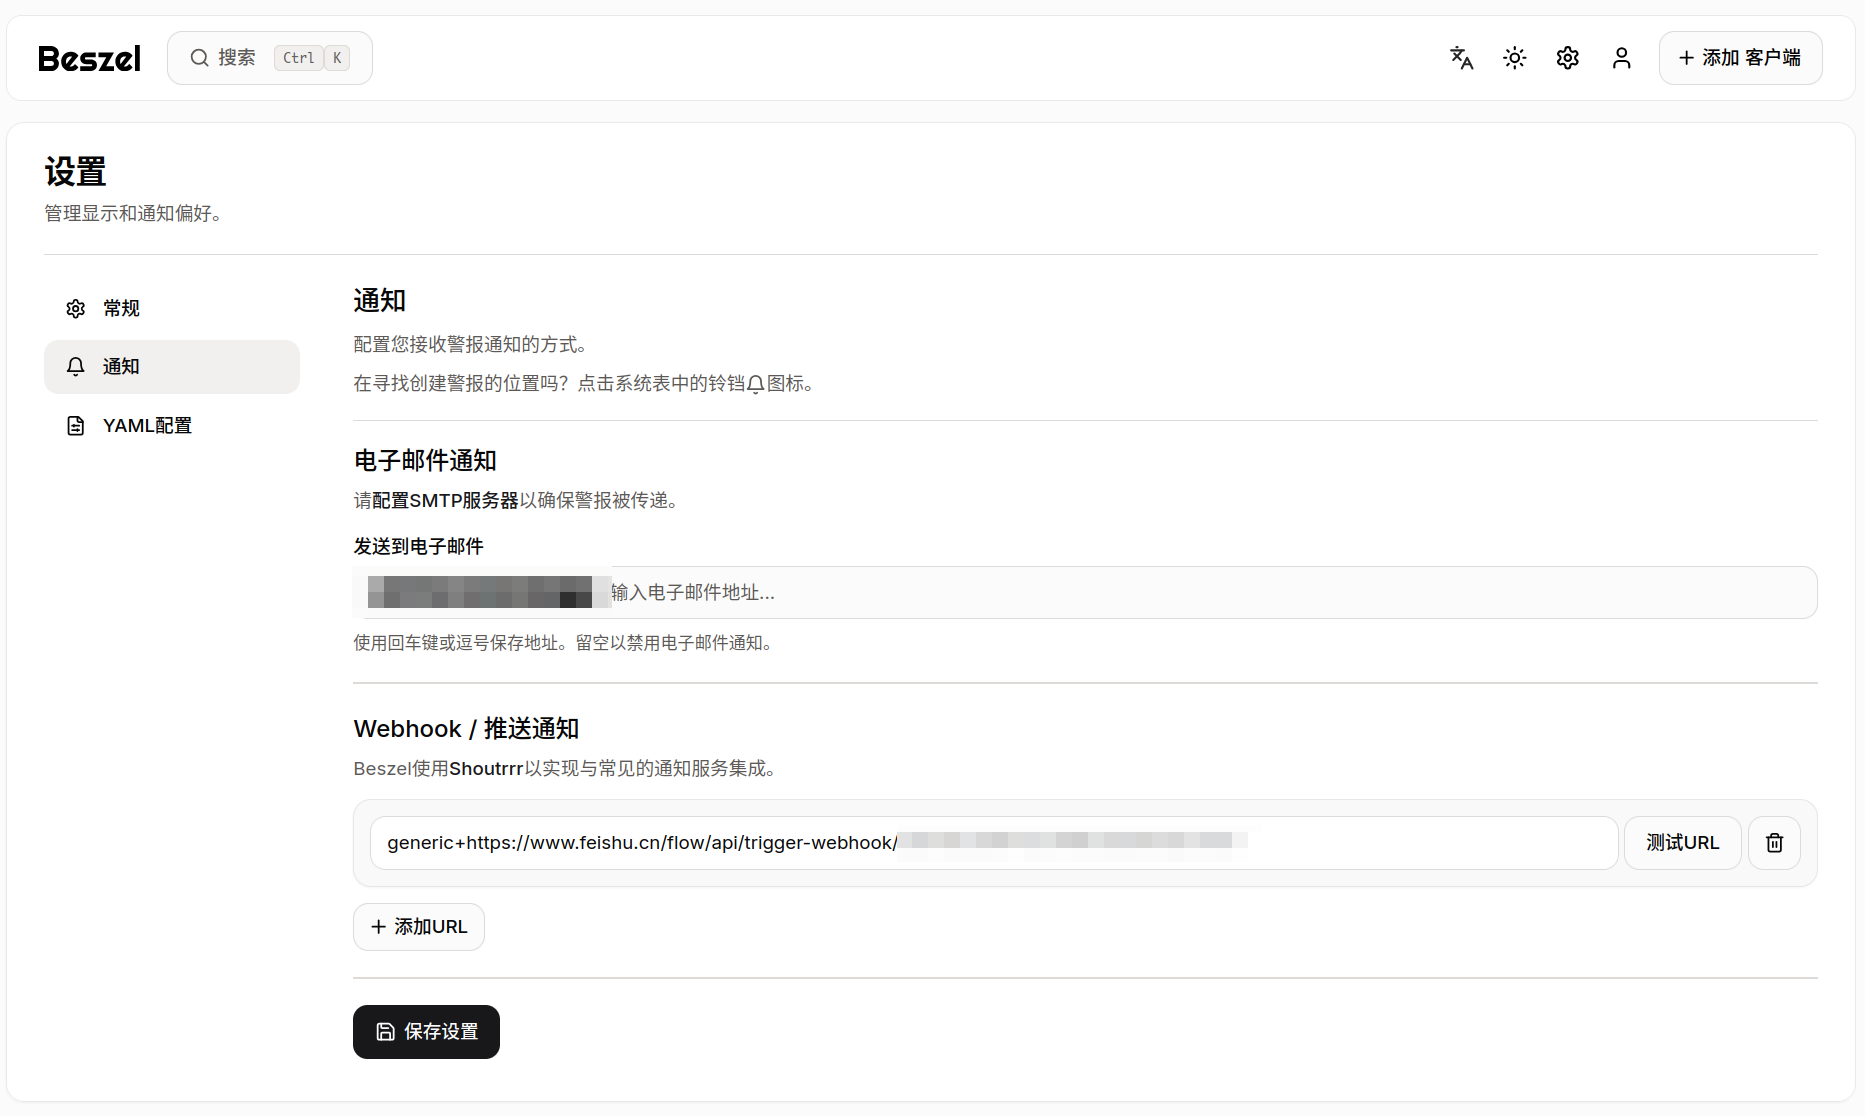 Beszel
搜索 Ctrl K
添加 客户端
设置
管理显示和通知偏好。
常规
通知
YAML配置
通知
配置您接收警报通知的方式。
在寻找创建警报的位置吗？点击系统表中的铃铛图标。
电子邮件通知
请配置SMTP服务器以确保警报被传递。
发送到电子邮件
输入电子邮件地址...
使用回车键或逗号保存地址。留空以禁用电子邮件通知。
Webhook / 推送通知
Beszel使用Shoutrrr以实现与常见的通知服务集成。
generic+https://www.feishu.cn/flow/api/trigger-webhook/
测试URL
添加URL
保存设置